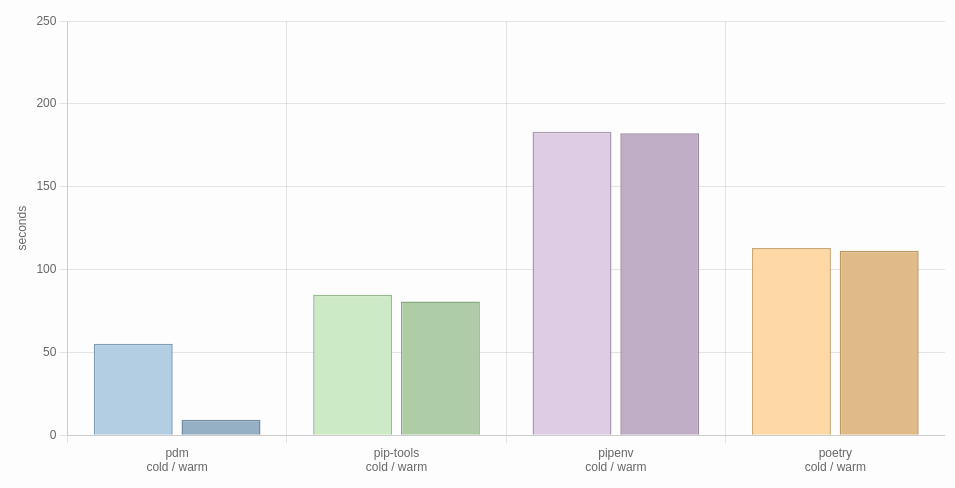 250
200
150
100
50
0
seconds
pdm
cold / warm
pip-tools
cold / warm
pipenv
cold / warm
poetry
cold / warm